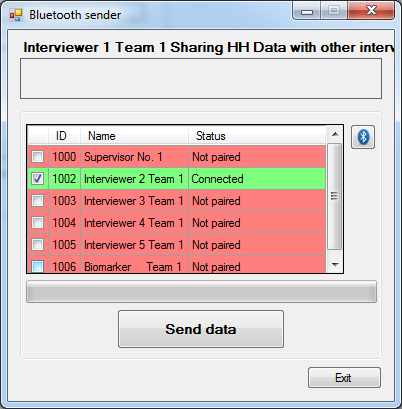 Bluetooth sender
Interviewer 1 Team 1 Sharing HH Data with other interv
ID Name Status
1000 Supervisor No. 1 Not paired
1002 Interviewer 2 Team 1 Connected
1003 Interviewer 3 Team 1 Not paired
1004 Interviewer 4 Team 1 Not paired
1005 Interviewer 5 Team 1 Not paired
1006 Biomarker Team 1 Not paired
Send data
Exit